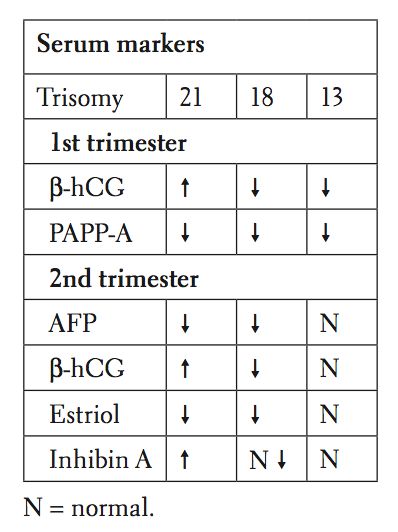 Serum markers
Trisomy 21 18 13
1st trimester
β-hCG ↑ ↓ ↓
PAPP-A ↓ ↓ ↓
2nd trimester
AFP ↓ ↓ N
β-hCG ↑ ↓ N
Estriol ↓ ↓ N
Inhibin A ↑ N ↓ N
N = normal.